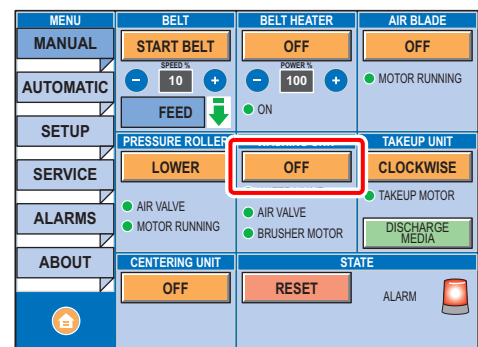 MENU
MANUAL
AUTOMATIC
SETUP
SERVICE
ALARMS
ABOUT
BELT
START BELT
SPEED %
10
FEED
BELT HEATER
OFF
POWER %
100
ON
AIR BLADE
OFF
MOTOR RUNNING
PRESSURE ROLLER
LOWER
AIR VALVE
MOTOR RUNNING
OFF
AIR VALVE
BRUSHER MOTOR
TAKEUP UNIT
CLOCKWISE
TAKEUP MOTOR
DISCHARGE
MEDIA
CENTERING UNIT
OFF
STATE
RESET
ALARM